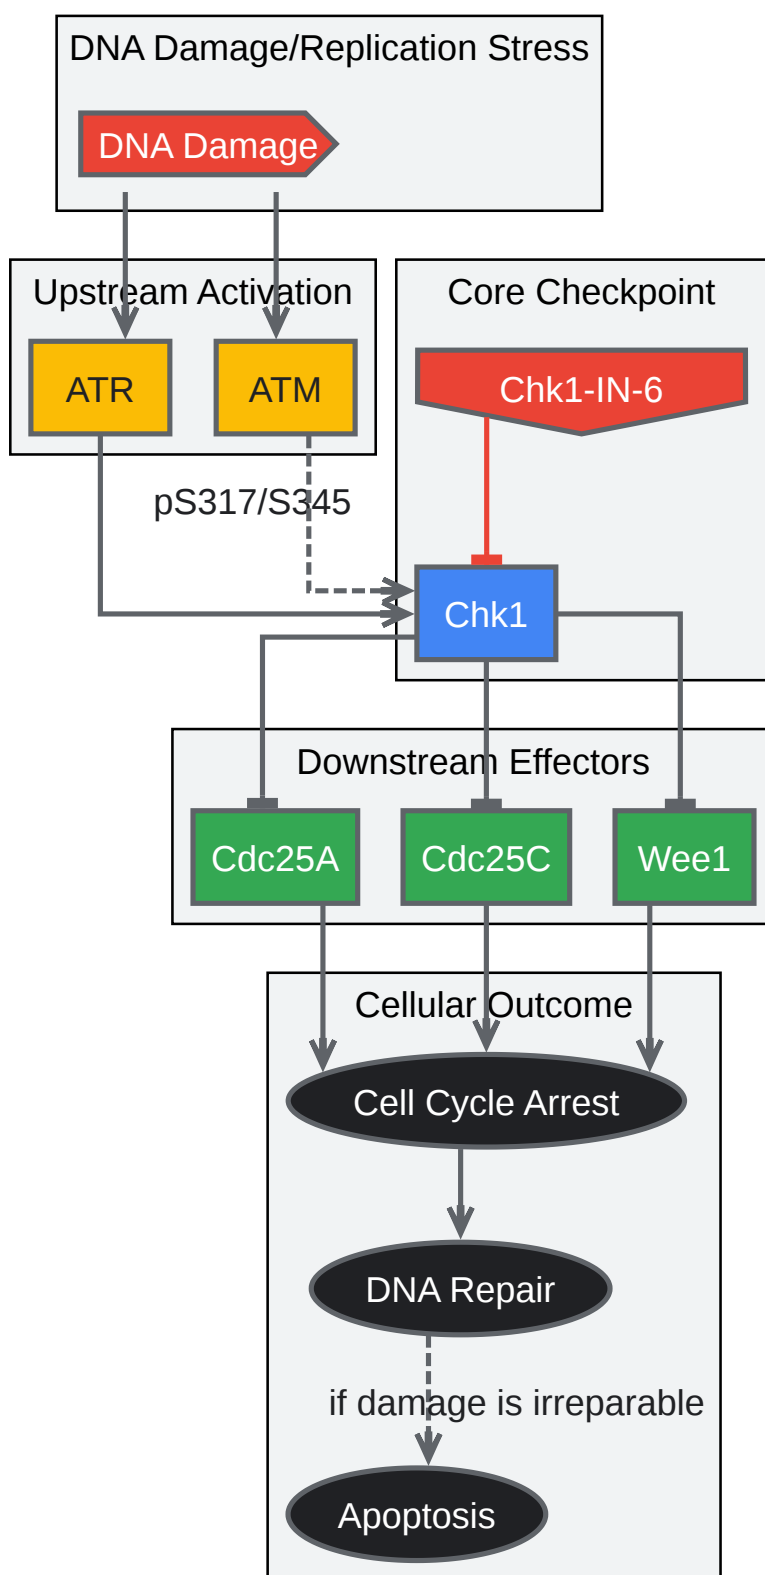 DNA Damage/Replication Stress
DNA Damage
Upstream Activation
Core Checkpoint
ATR
ATM
Chk1-IN-6
pS317/S345
Chk1
Downstream Effectors
Cdc25A
Cdc25C
Wee1
Cellular Outcome
Cell Cycle Arrest
DNA Repair
if damage is irreparable
Apoptosis